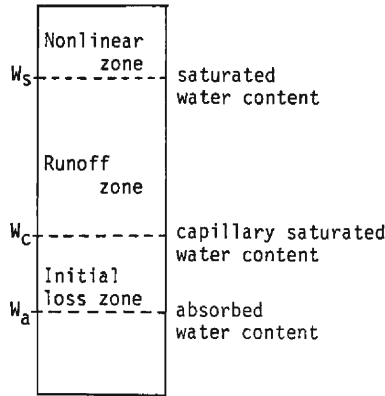 Nonlinear
zone
Ws saturated
water content
Runoff
zone
Wc capillary saturated
water content
Initial
loss zone
Wa absorbed
water content